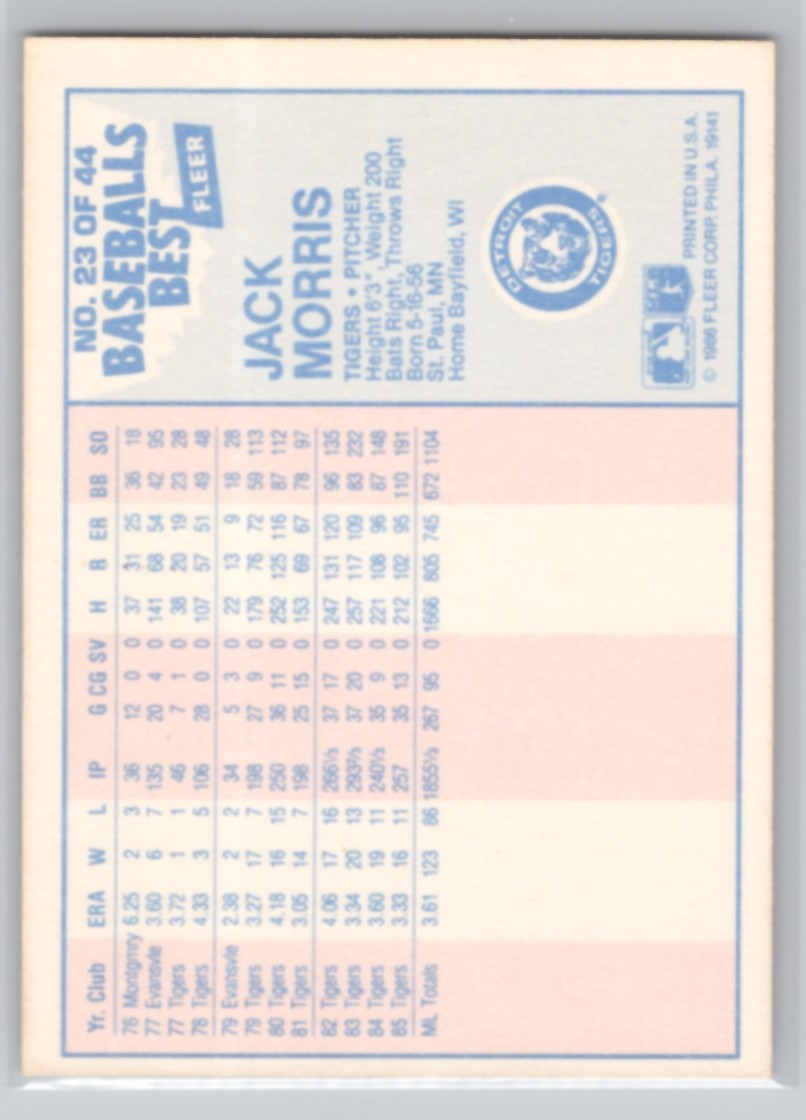 NO. 23 OF 44
BASEBALLS
BEST
FLEER
JACK
MORRIS
TIGERS • PITCHER
Height 6'3", Weight 200
Bats Right, Throws Right
Born 5-16-56
St. Paul, MN
Home Bayfield, WI
DETROIT
TIGERS
®
PRINTED IN U.S.A.
© 1986 FLEER CORP. PHILA. 19141
Yr. Club ERA W L IP G CG SV H R ER BB SO
76 Montgmry 6.25 2 3 36 12 0 0 37 31 25 36 18
77 Evansvle 3.60 6 7 135 20 4 0 141 68 54 42 95
77 Tigers 3.72 1 1 46 7 1 0 38 20 19 23 28
78 Tigers 4.33 3 5 106 28 0 0 107 57 51 49 48
79 Evansvle 2.38 2 2 34 5 3 0 22 13 9 18 28
79 Tigers 3.27 17 7 198 27 9 0 179 76 72 59 113
80 Tigers 4.18 16 15 250 36 11 0 252 125 116 87 112
81 Tigers 3.05 14 7 198 25 15 0 153 69 67 78 97
82 Tigers 4.06 17 16 266⅓ 37 17 0 247 131 120 96 135
83 Tigers 3.34 20 13 293⅔ 37 20 0 257 117 109 83 232
84 Tigers 3.60 19 11 240⅓ 35 9 0 221 108 96 87 148
85 Tigers 3.33 16 11 257 35 13 0 212 102 95 110 191
ML Totals 3.61 123 86 1855⅓ 267 95 0 1666 805 745 672 1104